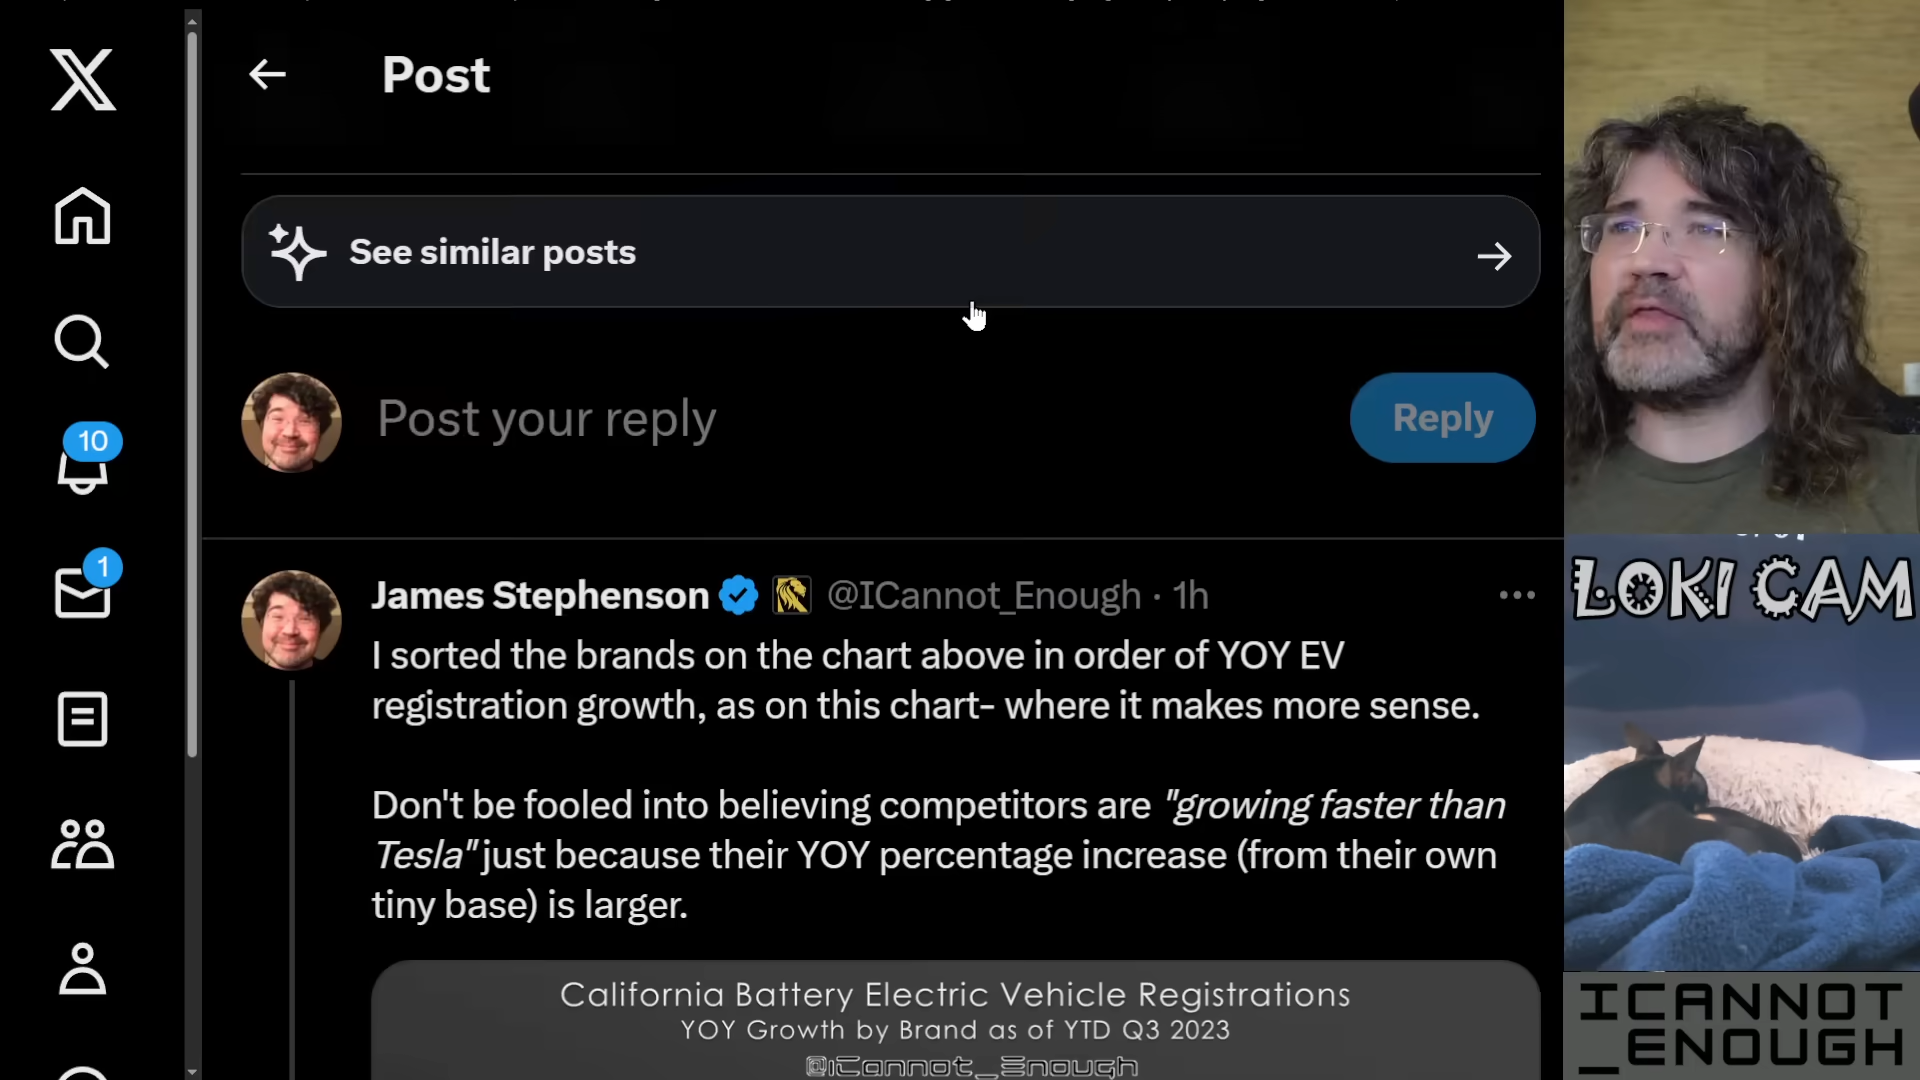 Post
See similar posts
Post your reply
Reply
10
1
James Stephenson @ICannot_Enough · 1h
I sorted the brands on the chart above in order of YOY EV
registration growth, as on this chart- where it makes more sense.
Don't be fooled into believing competitors are "growing faster than
Tesla" just because their YOY percentage increase (from their own
tiny base) is larger.
California Battery Electric Vehicle Registrations
YOY Growth by Brand as of YTD Q3 2023
@iCannot_Enough
LOKI CAM
ICANNOT
_ENOUGH